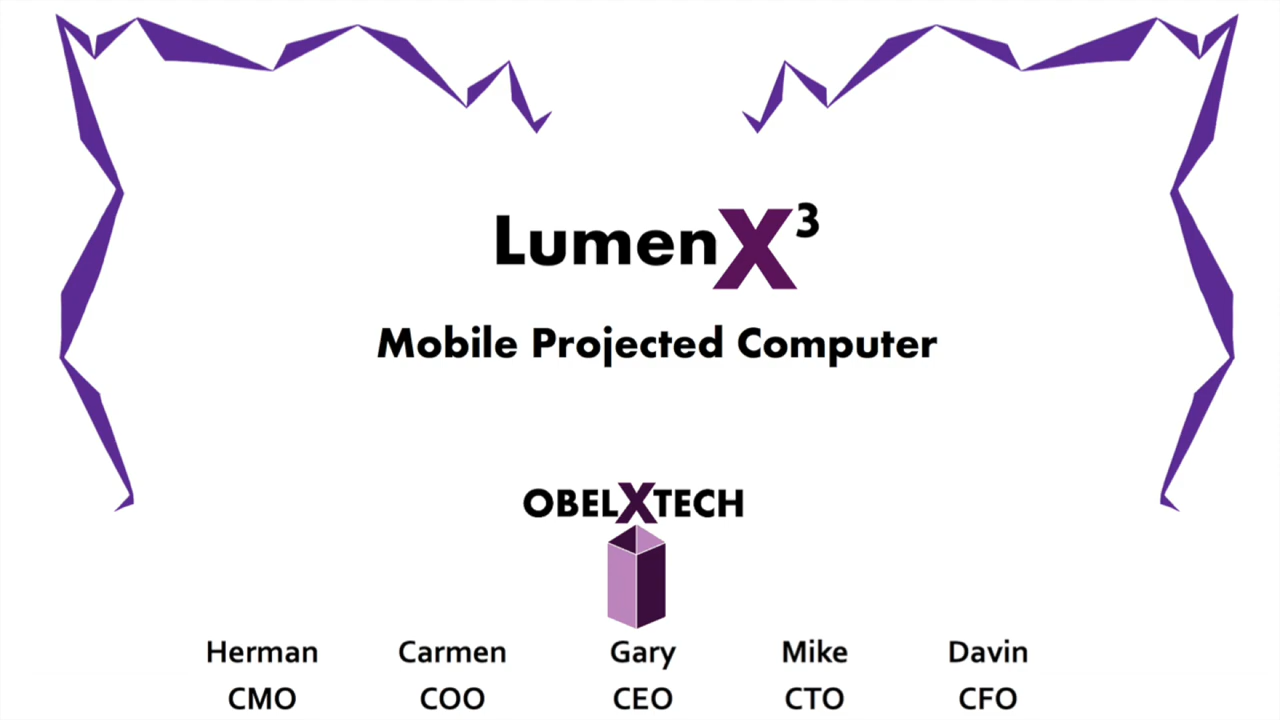 LumenX³
Mobile Projected Computer
OBELXTECH
Herman Carmen Gary Mike Davin
CMO COO CEO CTO CFO